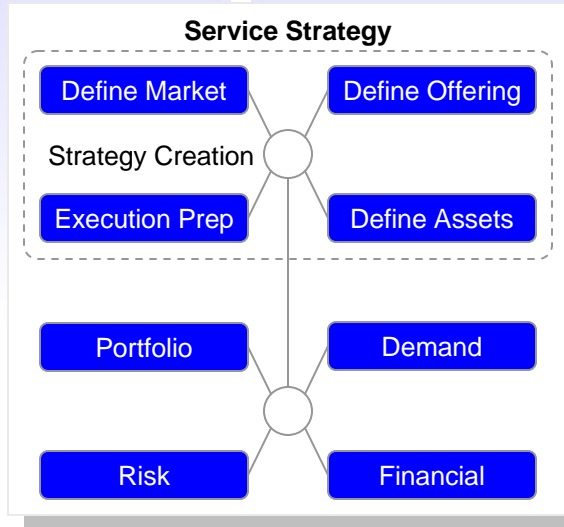 Service Strategy
Define Market
Define Offering
Strategy Creation
Execution Prep
Define Assets
Portfolio
Demand
Risk
Financial